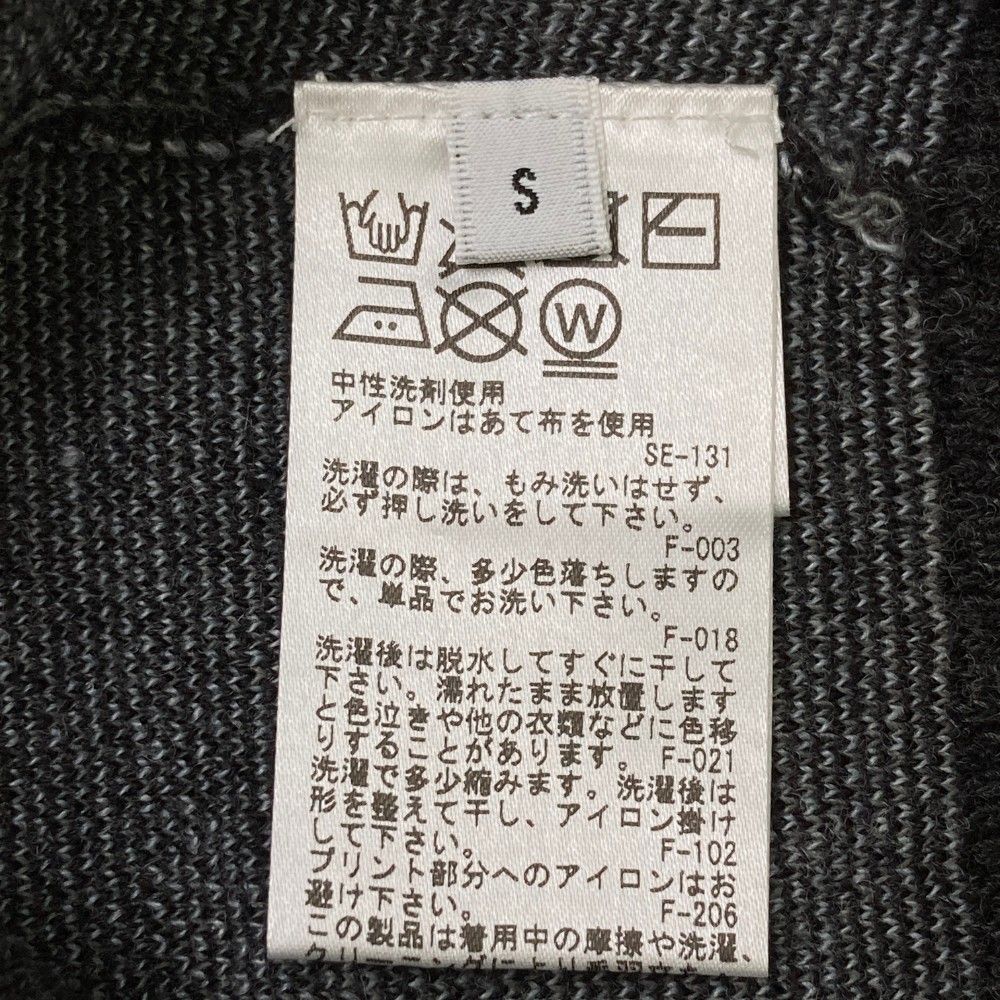 S
W
中性洗剤使用
アイロンはあて布を使用
SE-131
洗濯の際は、もみ洗いはせず、
必ず押し洗いをして下さい。
F-003
洗濯の際、多少色落ちしますの
で、単品でお洗い下さい。
F-018
洗濯後は脱水してすぐに干して
下さい。濡れたまま放置します
と色泣きや他の衣類などに色移
りすることがあります。 F-021
洗濯で多少縮みます。洗濯後は
形を整えて干し、アイロン掛け
して下さい。
F-102
プリント部分へのアイロンはお
避け下さい。
F-206
この製品は着用中の摩擦や洗濯、